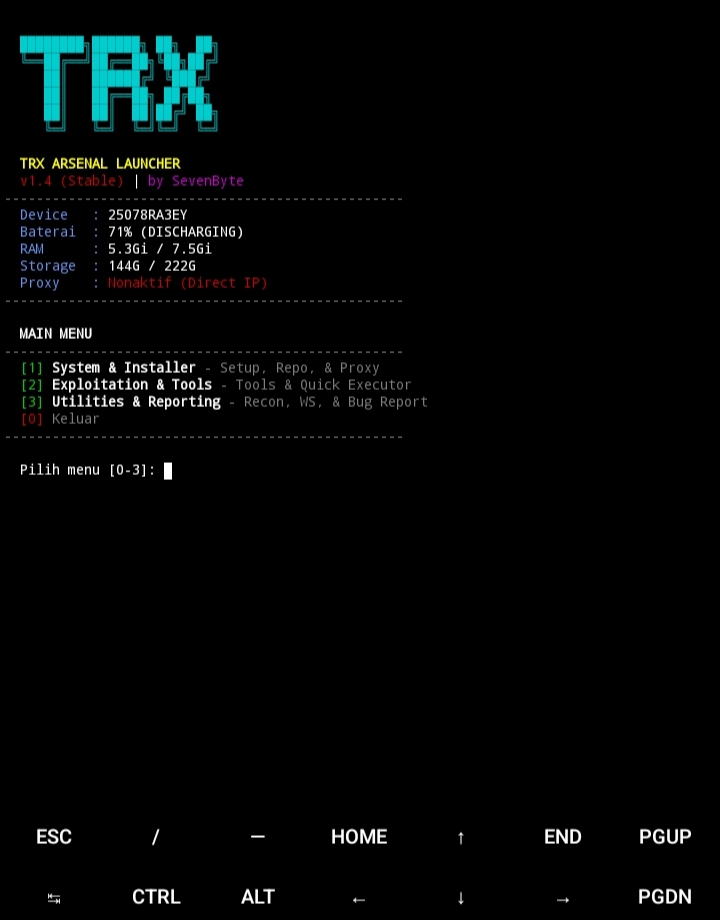 TRX
TRX ARSENAL LAUNCHER
v1.4 (Stable) | by SevenByte
Device : 25078RA3EY
Baterai : 71% (DISCHARGING)
RAM : 5.3Gi / 7.5Gi
Storage : 144G / 222G
Proxy : Nonaktif (Direct IP)
MAIN MENU
[1] System & Installer - Setup, Repo, & Proxy
[2] Exploitation & Tools - Tools & Quick Executor
[3] Utilities & Reporting - Recon, WS, & Bug Report
[0] Keluar
Pilih menu [0-3]:
ESC / — HOME ↑ END PGUP
↹ CTRL ALT ← ↓ → PGDN